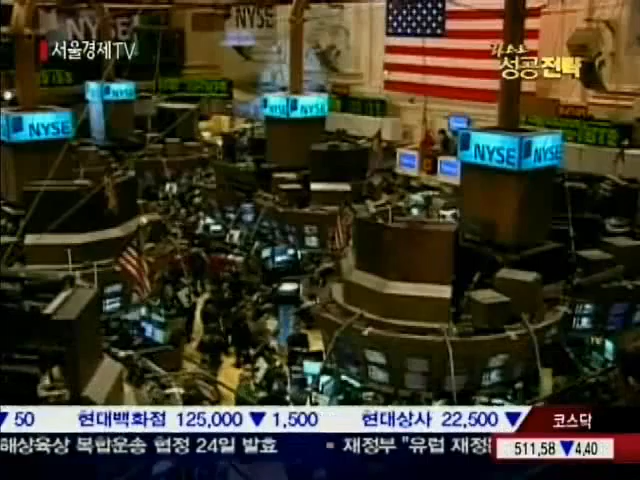 NYSE
NYSE
서울경제TV
성공전략
NYSE
NYSE
NYSE
NYSE
NYSE
NYSE
▼ 50 현대백화점 125,000 ▼ 1,500 현대상사 22,500 ▼
코스닥
해상육상 복합운송 협정 24일 발효 ▪ 재정부 "유럽 재정
511,58 ▼4,40